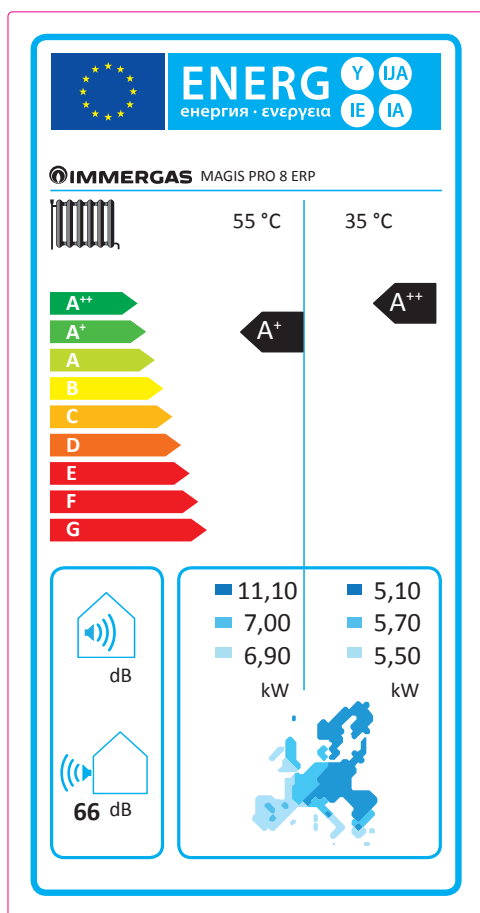 ENERG
Y IJA
IE IA
енергия · ενεργεια
IMMERGAS MAGIS PRO 8 ERP
55 °C 35 °C
A++
A+
A
B
C
D
E
F
G
A+
A++
dB
66 dB
11,10 5,10
7,00 5,70
6,90 5,50
kW kW